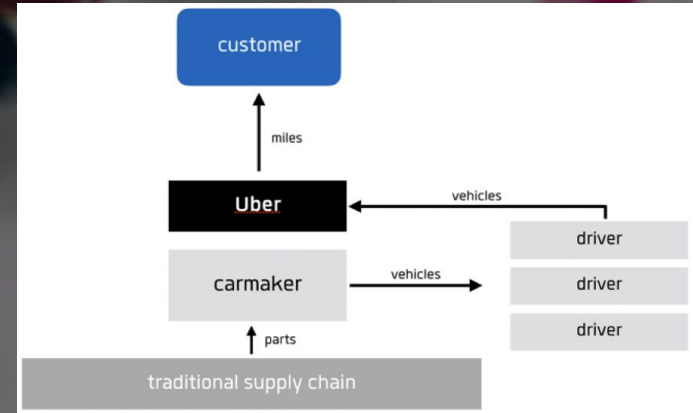 customer
miles
Uber
vehicles
driver
carmaker
vehicles
driver
driver
parts
traditional supply chain